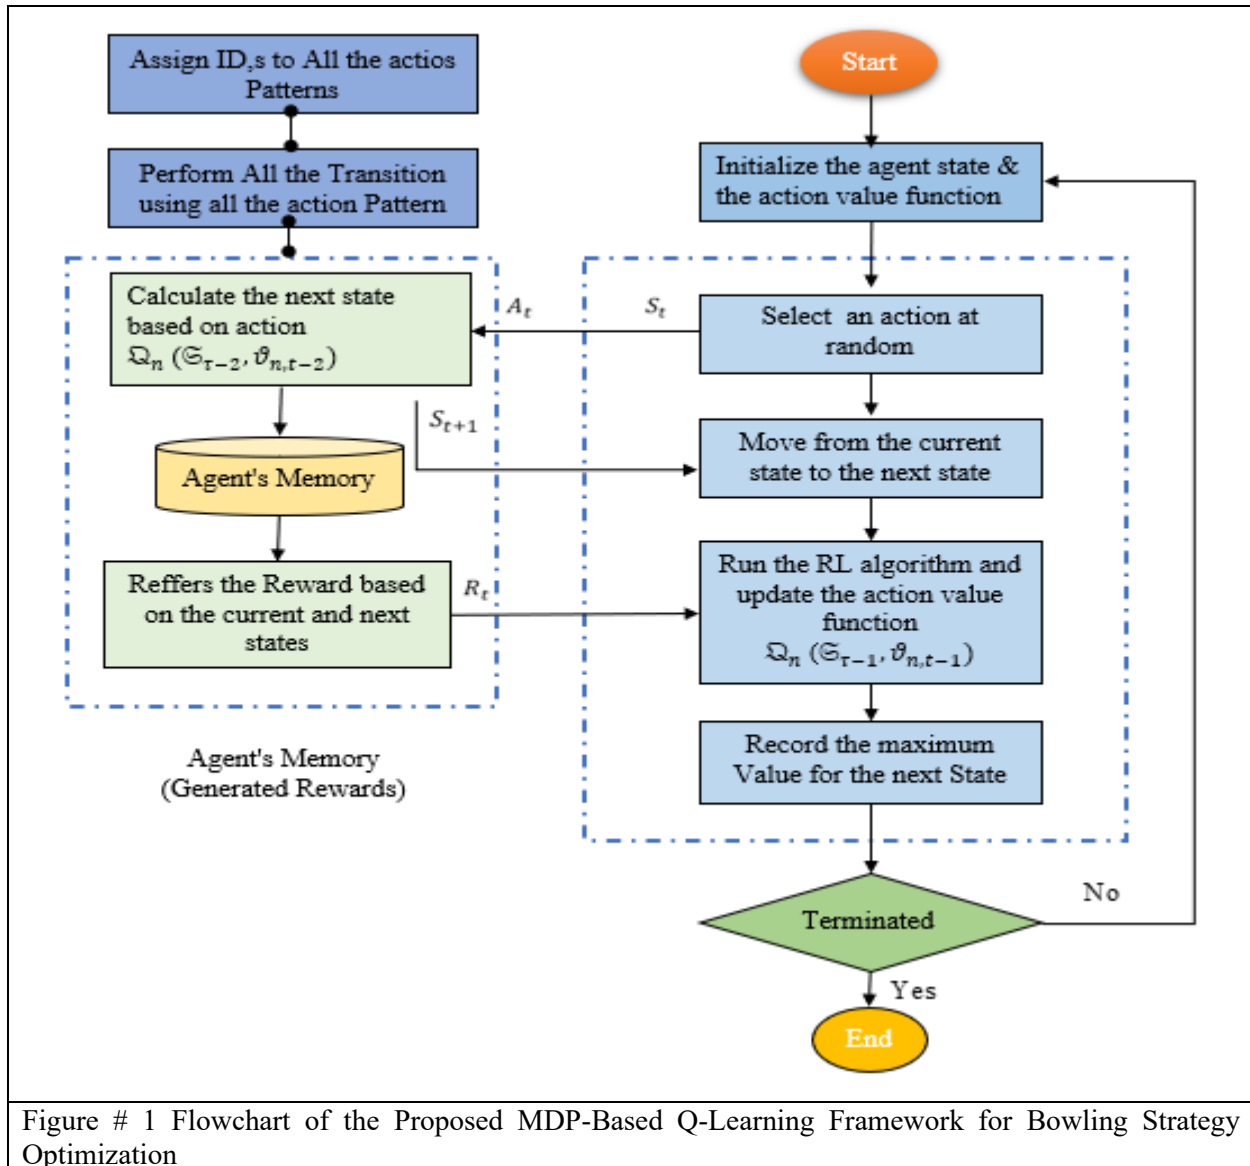 Assign ID,s to All the actios
Patterns
Perform All the Transition
using all the action Pattern
Calculate the next state
based on action
𝔔ₙ (𝔖τ−2, ϑn,t−2)
Agent's Memory
Reffers the Reward based
on the current and next
states
Agent's Memory
(Generated Rewards)
Aₜ
Sₜ
Sₜ₊₁
Rₜ
Start
Initialize the agent state &
the action value function
Select an action at
random
Move from the current
state to the next state
Run the RL algorithm and
update the action value
function
𝔔ₙ (𝔖τ−1, ϑn,t−1)
Record the maximum
Value for the next State
Terminated
No
Yes
End
Figure # 1 Flowchart of the Proposed MDP-Based Q-Learning Framework for Bowling Strategy
Optimization